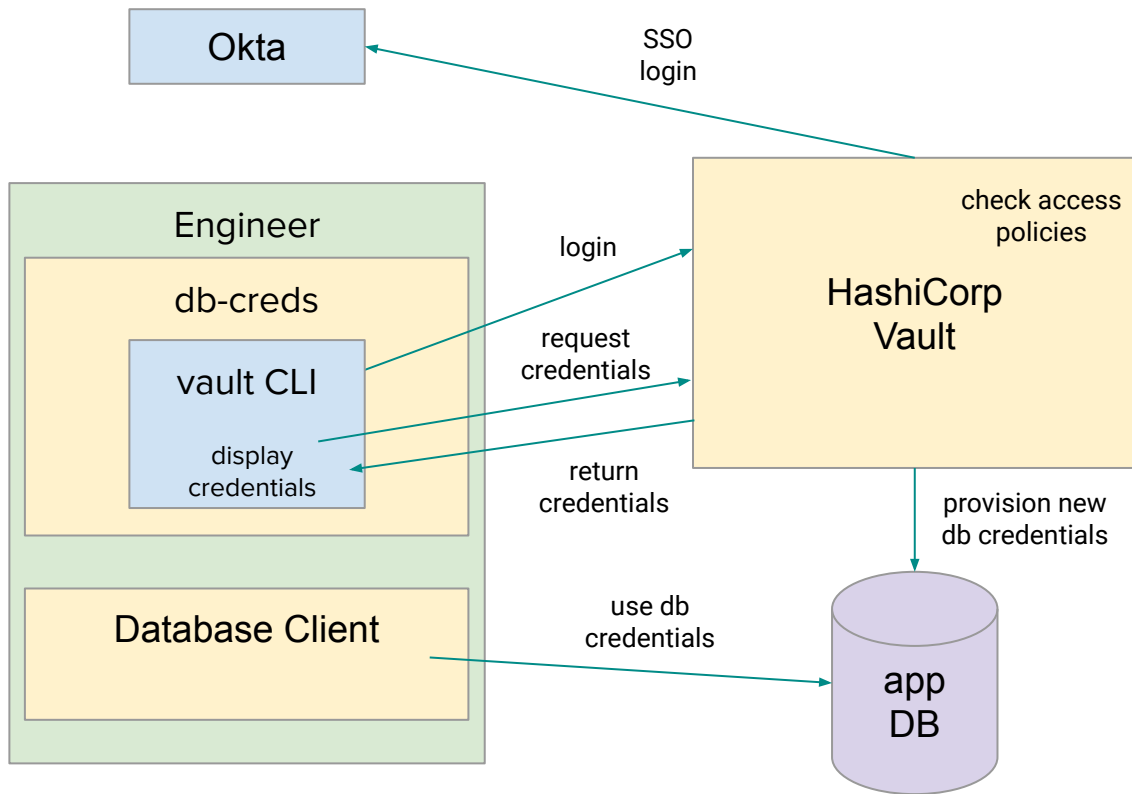 Okta
SSO
login
Engineer
db-creds
vault CLI
display
credentials
login
request
credentials
return
credentials
check access
policies
HashiCorp
Vault
provision new
db credentials
Database Client
use db
credentials
app
DB